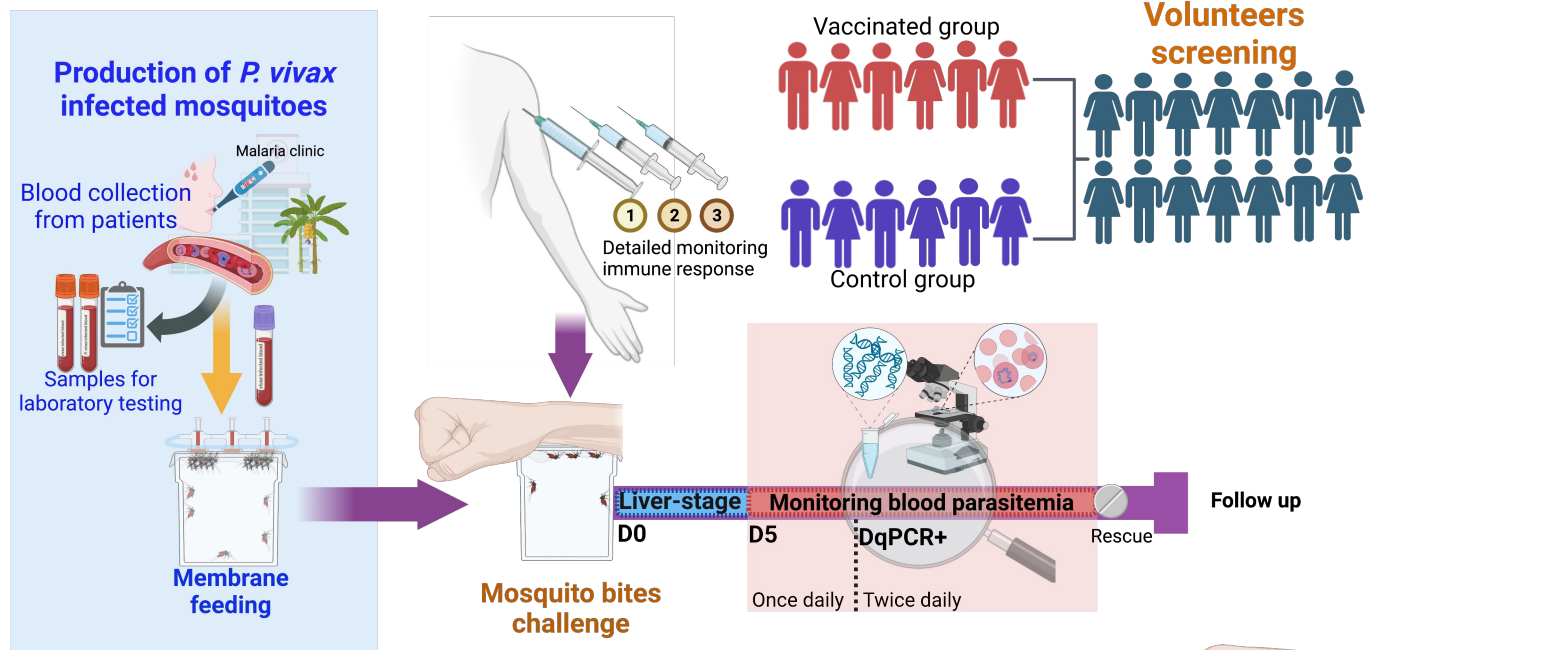 Production of P. vivax
infected mosquitoes
Malaria clinic
Blood collection
from patients
Samples for
laboratory testing
Membrane
feeding
1 2 3
Detailed monitoring
immune response
Vaccinated group
Control group
Volunteers
screening
Mosquito bites
challenge
Liver-stage
Monitoring blood parasitemia
D0
D5
DqPCR+
Once daily
Twice daily
Rescue
Follow up